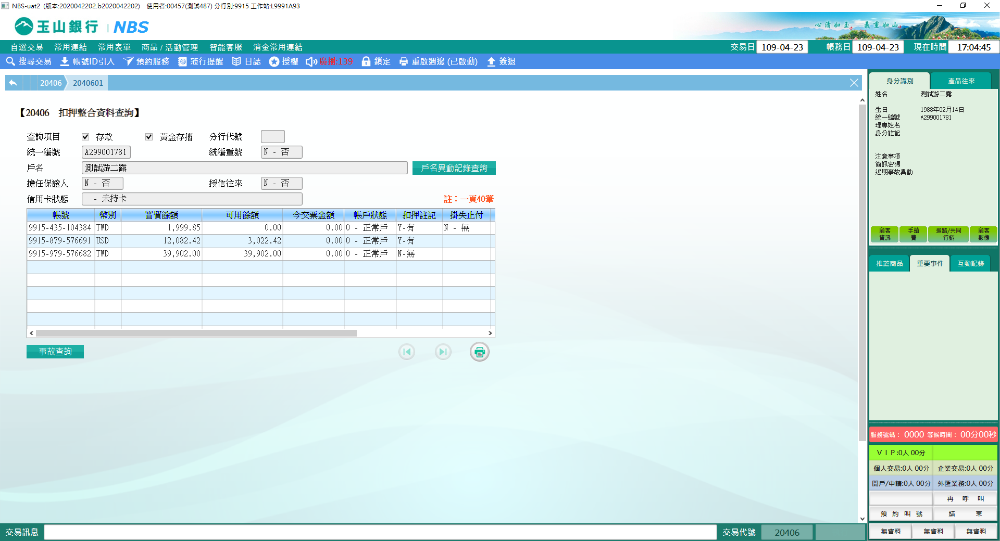 NBS-uat2 (版本:2020042202.b2020042202) 使用者:00457(測試487) 分行別:9915 工作站:L9991A93
玉山銀行 | NBS
心清如玉。義重如山。
自選交易 常用連結 常用表單 商品 / 活動管理 智能客服 消金常用連結 交易日 109-04-23 帳務日 109-04-23 現在時間 17:04:45
搜尋交易 帳號ID引入 預約服務 蒞行提醒 日誌 授權 廣播:139 鎖定 重啟週邊 (已啟動) 簽退
20406 2040601
【20406 扣押整合資料查詢】
查詢項目 存款 黃金存摺 分行代號
統一編號 A299001781 統編重號 N - 否
戶名 測試游二露 戶名異動記錄查詢
擔任保證人 N - 否 授信往來 N - 否
信用卡狀態 - 未持卡 註：一頁40筆
帳號 幣別 實質餘額 可用餘額 今交票金額 帳戶狀態 扣押註記 掛失止付
9915-435-104384 TWD 1,999.85 0.00 0.00 0 - 正常戶 Y-有 N - 無
9915-879-576691 USD 12,082.42 3,022.42 0.00 0 - 正常戶 Y-有
9915-979-576682 TWD 39,902.00 39,902.00 0.00 0 - 正常戶 N-無
事故查詢
身分識別 產品往來
姓名 測試游二露
生日 1988年02月14日
統一編號 A299001781
理專姓名
身分註記
注意事項
簡訊密碼
近期事故異動
顧客資訊 手續費 通路/共同行銷 顧客影像
推薦商品 重要事件 互動記錄
服務號碼： 0000 等候時間： 00分00秒
ＶＩＰ:0人 00分
個人交易:0人 00分 企業交易:0人 00分
開戶/申請:0人 00分 外匯業務:0人 00分
再 呼 叫
預 約 叫 號 結 束
無資料 無資料 無資料
交易訊息 交易代號 20406